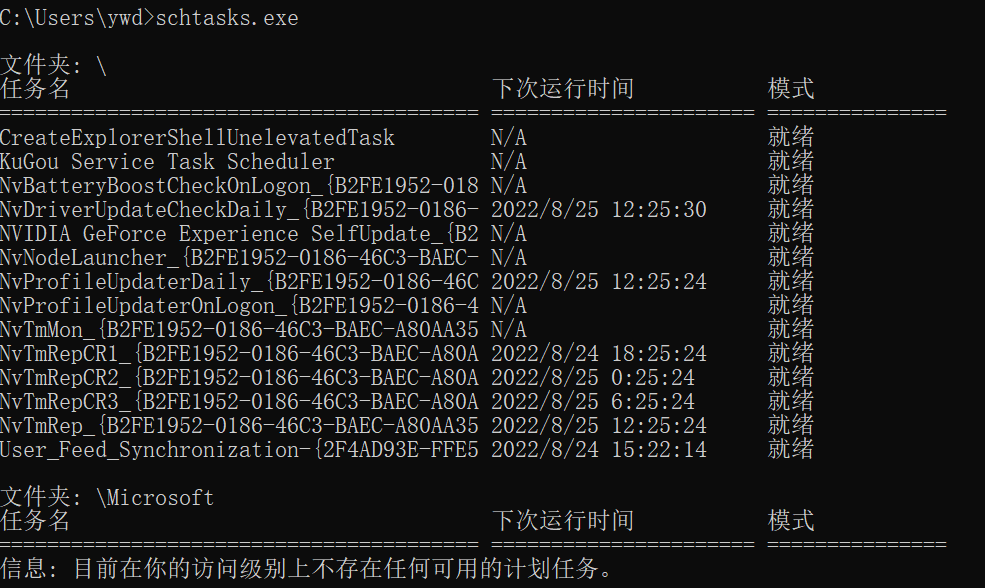 C:\Users\ywd>schtasks.exe
文件夹: \
任务名 下次运行时间 模式
======================================== ====================== ===============
CreateExplorerShellUnelevatedTask N/A 就绪
KuGou Service Task Scheduler N/A 就绪
NvBatteryBoostCheckOnLogon_{B2FE1952-018 N/A 就绪
NvDriverUpdateCheckDaily_{B2FE1952-0186- 2022/8/25 12:25:30 就绪
NVIDIA GeForce Experience SelfUpdate_{B2 N/A 就绪
NvNodeLauncher_{B2FE1952-0186-46C3-BAEC- N/A 就绪
NvProfileUpdaterDaily_{B2FE1952-0186-46C 2022/8/25 12:25:24 就绪
NvProfileUpdaterOnLogon_{B2FE1952-0186-4 N/A 就绪
NvTmMon_{B2FE1952-0186-46C3-BAEC-A80AA35 N/A 就绪
NvTmRepCR1_{B2FE1952-0186-46C3-BAEC-A80A 2022/8/24 18:25:24 就绪
NvTmRepCR2_{B2FE1952-0186-46C3-BAEC-A80A 2022/8/25 0:25:24 就绪
NvTmRepCR3_{B2FE1952-0186-46C3-BAEC-A80A 2022/8/25 6:25:24 就绪
NvTmRep_{B2FE1952-0186-46C3-BAEC-A80AA35 2022/8/25 12:25:24 就绪
User_Feed_Synchronization-{2F4AD93E-FFE5 2022/8/24 15:22:14 就绪
文件夹: \Microsoft
任务名 下次运行时间 模式
======================================== ====================== ===============
信息: 目前在你的访问级别上不存在任何可用的计划任务。